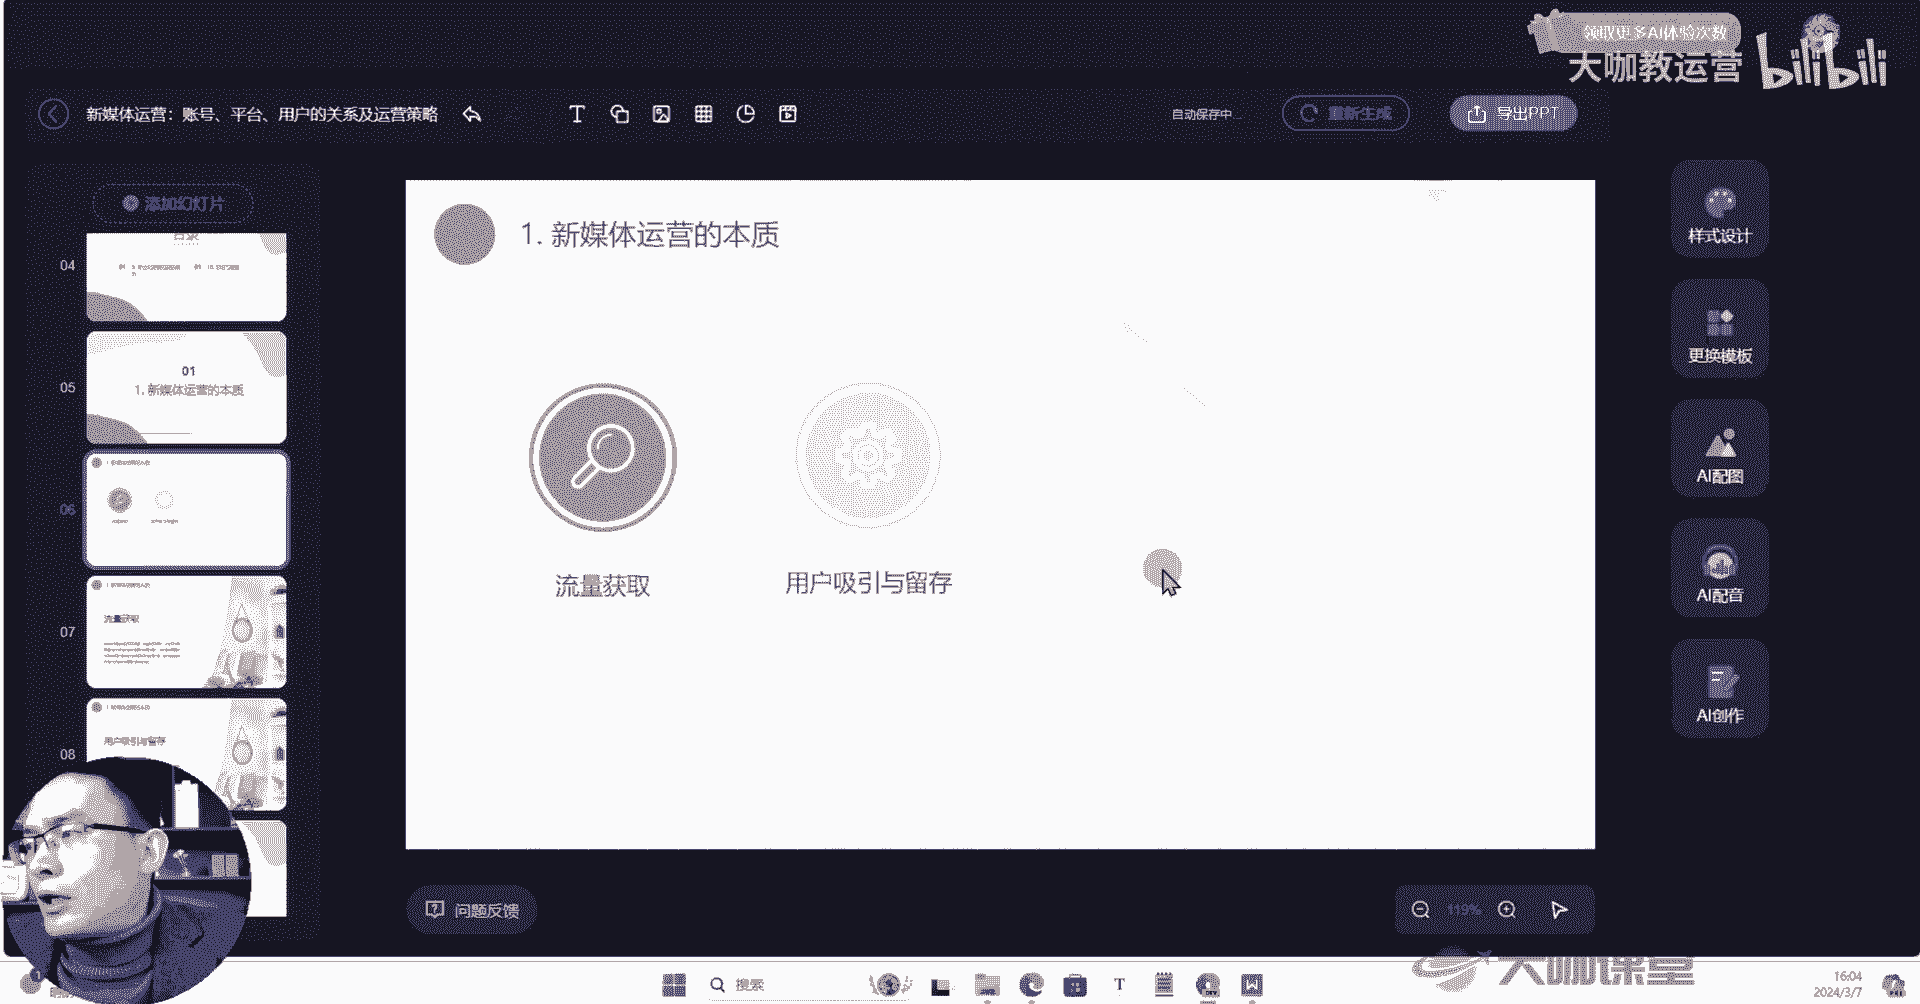 领取更多AI体验次数
大咖教运营
bilibili
新媒体运营：账号、平台、用户的关系及运营策略
自动保存中...
重新生成
导出PPT
添加幻灯片
04
目录
05
01
1. 新媒体运营的本质
06
07
流量获取
08
用户吸引与留存
1. 新媒体运营的本质
流量获取
用户吸引与留存
样式设计
更换模板
AI配图
AI配音
AI创作
问题反馈
119%
大咖课堂
搜索
16:04
2024/3/7